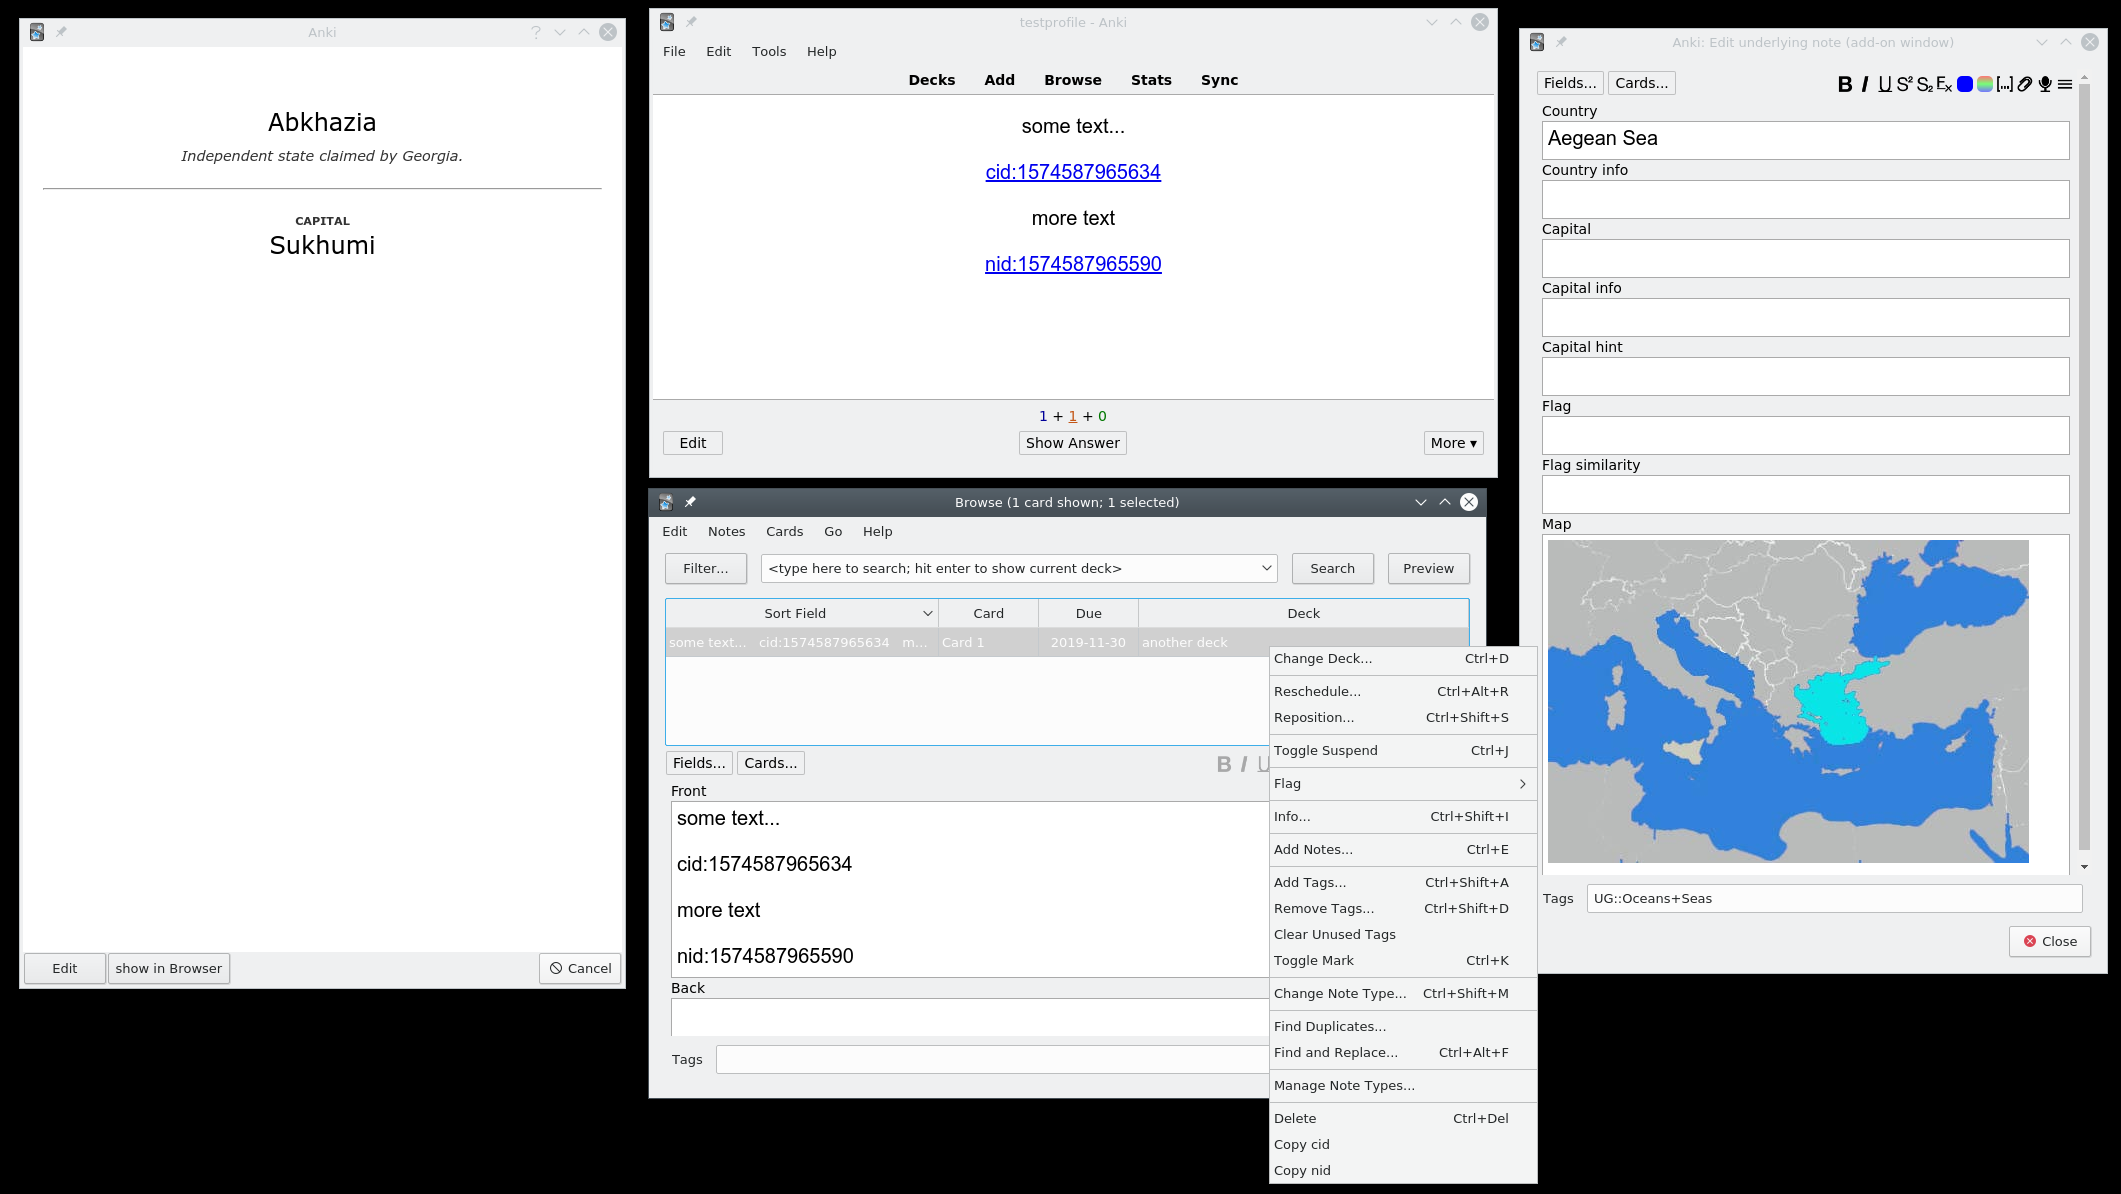 Anki
Abkhazia
Independent state claimed by Georgia.
CAPITAL
Sukhumi
Edit
show in Browser
Cancel
testprofile - Anki
File Edit Tools Help
Decks Add Browse Stats Sync
some text...
cid:1574587965634
more text
nid:1574587965590
1 + 1 + 0
Edit
Show Answer
More ▾
Browse (1 card shown; 1 selected)
Edit Notes Cards Go Help
Filter...
<type here to search; hit enter to show current deck>
Search
Preview
Sort Field Card Due Deck
some text... cid:1574587965634 m... Card 1 2019-11-30 another deck
Fields... Cards...
B I U
Front
some text...
cid:1574587965634
more text
nid:1574587965590
Back
Tags
Change Deck... Ctrl+D
Reschedule... Ctrl+Alt+R
Reposition... Ctrl+Shift+S
Toggle Suspend Ctrl+J
Flag
Info... Ctrl+Shift+I
Add Notes... Ctrl+E
Add Tags... Ctrl+Shift+A
Remove Tags... Ctrl+Shift+D
Clear Unused Tags
Toggle Mark Ctrl+K
Change Note Type... Ctrl+Shift+M
Find Duplicates...
Find and Replace... Ctrl+Alt+F
Manage Note Types...
Delete Ctrl+Del
Copy cid
Copy nid
Anki: Edit underlying note (add-on window)
Fields... Cards...
B I U S² S₂ Eₓ [...]
Country
Aegean Sea
Country info
Capital
Capital info
Capital hint
Flag
Flag similarity
Map
Tags
UG::Oceans+Seas
Close